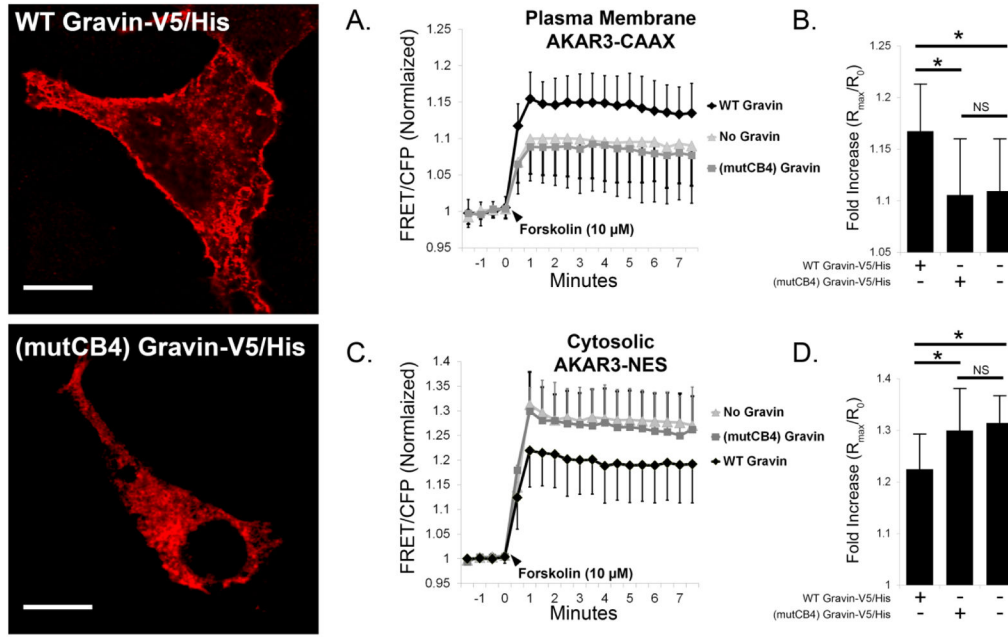 WT Gravin-V5/His
(mutCB4) Gravin-V5/His
A.
Plasma Membrane
AKAR3-CAAX
FRET/CFP (Normlaized)
1.25
1.2
1.15
1.1
1.05
1
0.95
WT Gravin
No Gravin
(mutCB4) Gravin
Forskolin (10 µM)
-1 0 1 2 3 4 5 6 7
Minutes
B.
Fold Increase (Rmax/R0)
1.25
1.2
1.15
1.1
1.05
*
*
NS
WT Gravin-V5/His + - -
(mutCB4) Gravin-V5/His - + -
C.
Cytosolic
AKAR3-NES
FRET/CFP (Normlaized)
1.4
1.35
1.3
1.25
1.2
1.15
1.1
1.05
1
0.95
No Gravin
(mutCB4) Gravin
WT Gravin
Forskolin (10 µM)
-1 0 1 2 3 4 5 6 7
Minutes
D.
Fold Increase (Rmax/R0)
1.4
1.3
1.2
1.1
1
*
*
NS
WT Gravin-V5/His + - -
(mutCB4) Gravin-V5/His - + -